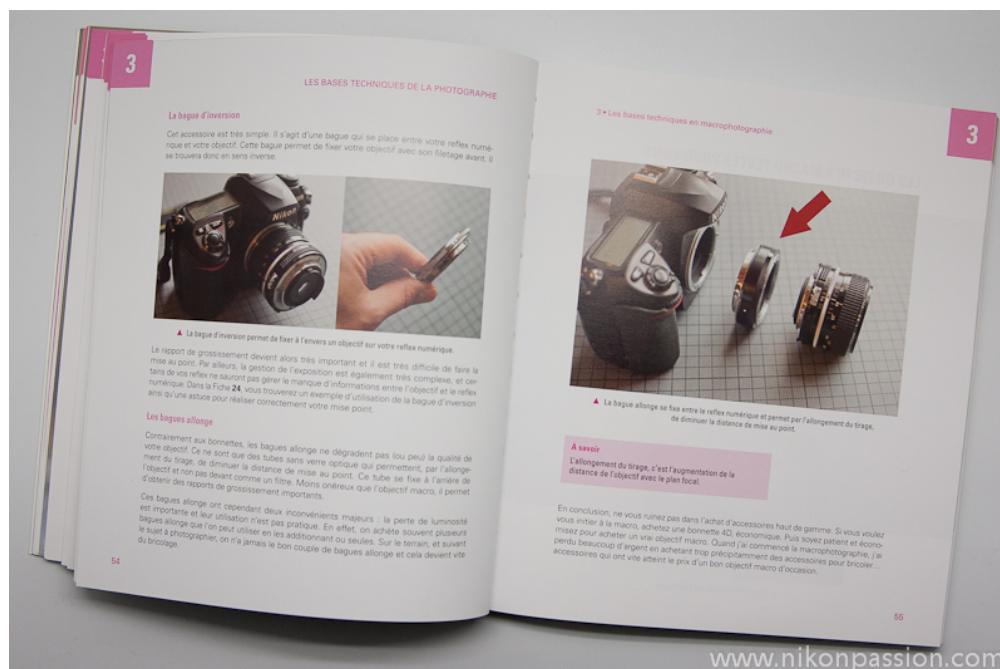 3
LES BASES TECHNIQUES DE LA PHOTOGRAPHIE
La bague d'inversion
Cet accessoire est très simple. Il s'agit d'une bague qui se place entre votre reflex numé-
rique et votre objectif. Cette bague permet de fixer votre objectif avec son filetage avant, il
se trouvera donc en sens inverse.
Nikon
▲ La bague d'inversion permet de fixer à l'envers un objectif sur votre reflex numérique.
Le rapport de grossissement devient alors très important et il est très difficile de faire la
mise au point. Par ailleurs, la gestion de l'exposition est également très complexe, et cer-
tains de vos reflex ne sauront pas gérer le manque d'informations entre l'objectif et le reflex
numérique. Dans la Fiche 24, vous trouverez un exemple d'utilisation de la bague d'inversion
ainsi qu'une astuce pour réaliser correctement votre mise point.
Les bagues allonge
Contrairement aux bonnettes, les bagues allonge ne dégradent pas (ou peu) la qualité de
votre objectif. Ce ne sont que des tubes sans verre optique qui permettent, par l'allonge-
ment du tirage, de diminuer la distance de mise au point. Ce tube se fixe à l'arrière de
l'objectif et non pas devant comme un filtre. Moins onéreux que l'objectif macro, il permet
d'obtenir des rapports de grossissement importants.
Ces bagues allonge ont cependant deux inconvénients majeurs : la perte de luminosité
est importante et leur utilisation n'est pas pratique. En effet, on achète souvent plusieurs
bagues allonge que l'on peut utiliser en les additionnant ou seules. Sur le terrain, et suivant
le sujet à photographier, on n'a jamais le bon couple de bagues allonge et cela devient vite
du bricolage.
54
3 • Les bases techniques en macrophotographie
3
Nikon
▲ La bague allonge se fixe entre le reflex numérique et permet par l'allongement du tirage,
de diminuer la distance de mise au point.
À savoir
L'allongement du tirage, c'est l'augmentation de la
distance de l'objectif avec le plan focal.
En conclusion, ne vous ruinez pas dans l'achat d'accessoires haut de gamme. Si vous voulez
vous initier à la macro, achetez une bonnette 4D, économique. Puis soyez patient et écono-
misez pour acheter un vrai objectif macro. Quand j'ai commencé la macrophotographie, j'ai
perdu beaucoup d'argent en achetant trop précipitamment des accessoires pour bricoler...
accessoires qui ont vite atteint le prix d'un bon objectif macro d'occasion.
55
www.nikonpassion.com